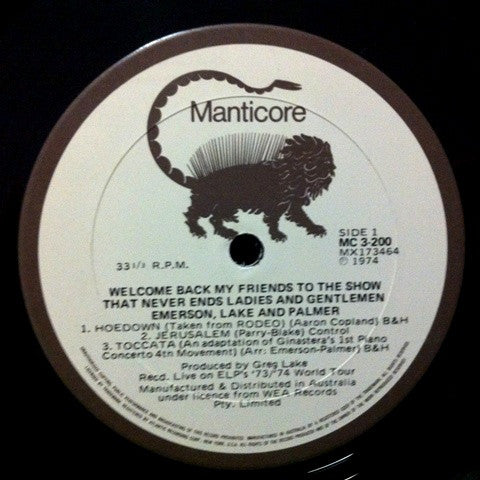 Manticore
SIDE 1
MC 3-200
MX173464
℗ 1974
33 1/3 R.P.M.
WELCOME BACK MY FRIENDS TO THE SHOW
THAT NEVER ENDS LADIES AND GENTLEMEN
EMERSON, LAKE AND PALMER
1. HOEDOWN (Taken from RODEO) (Aaron Copland) B&H
2. JERUSALEM (Parry-Blake) Control
3. TOCCATA (An adaptation of Ginastera's 1st Piano
Concerto 4th Movement) (Arr: Emerson-Palmer) B&H
Produced by Greg Lake
Recd. Live on ELP's '73/'74 World Tour
Manufactured & Distributed in Australia
under licence from WEA Records
Pty. Limited